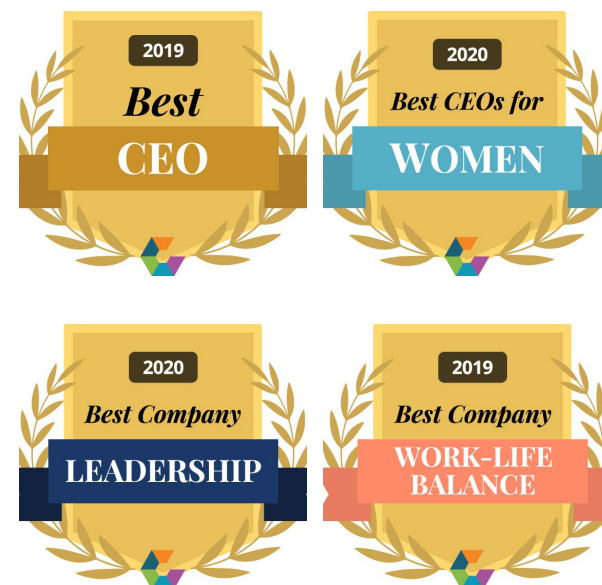 2019
Best
CEO
2020
Best CEOs for
WOMEN
2020
Best Company
LEADERSHIP
2019
Best Company
WORK-LIFE
BALANCE